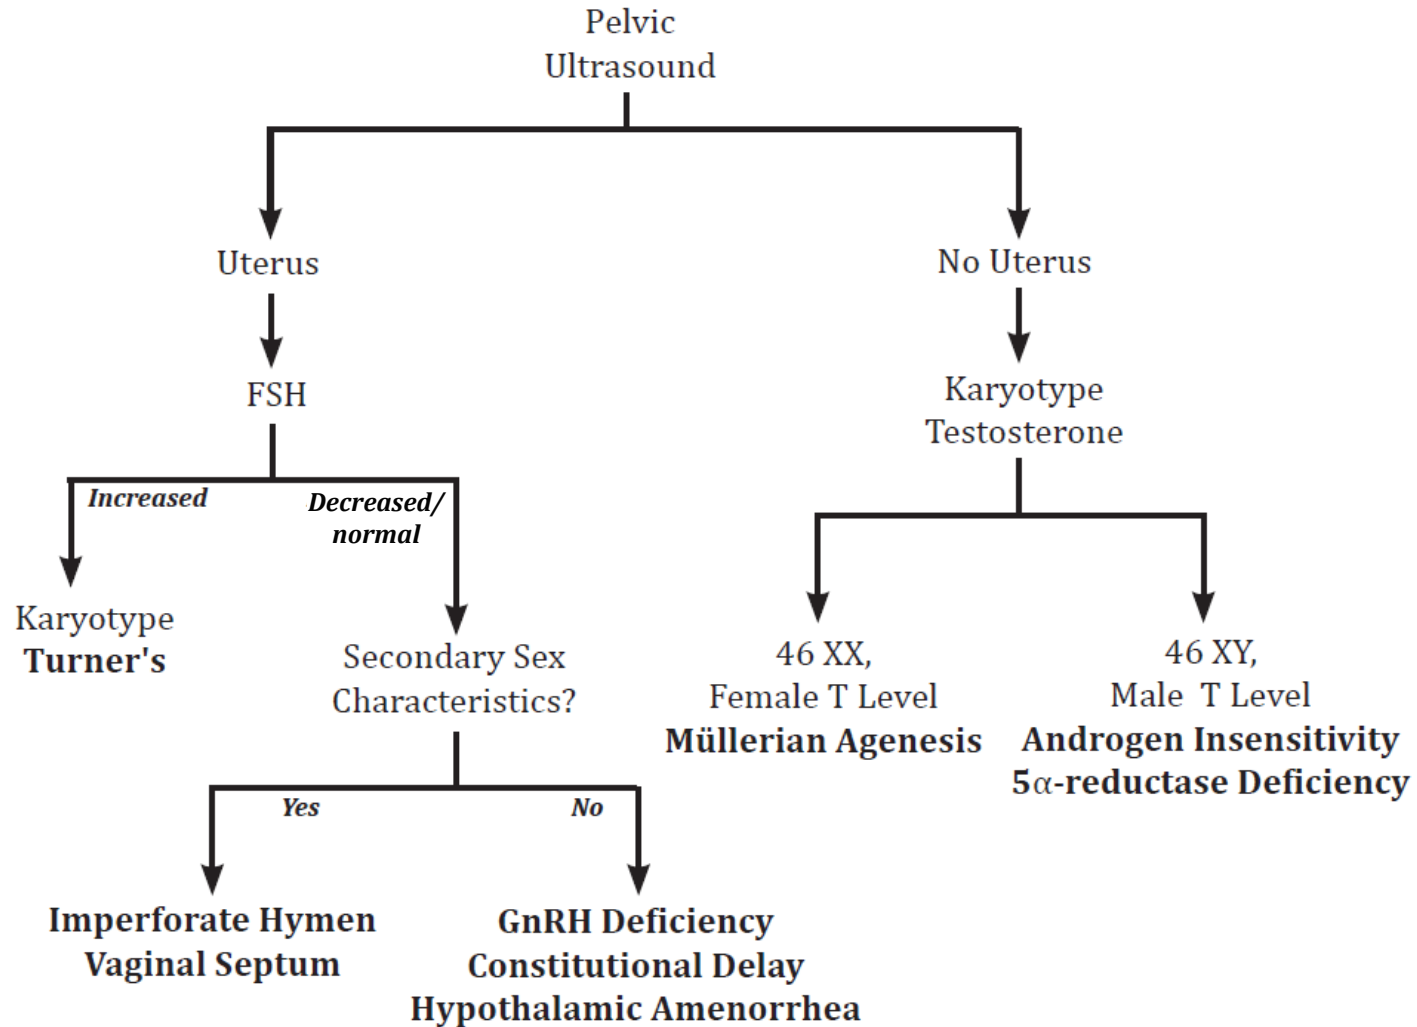 Pelvic
Ultrasound
Uterus
No Uterus
FSH
Karyotype
Testosterone
Increased
Decreased/
normal
Karyotype
Turner's
Secondary Sex
Characteristics?
46 XX,
Female T Level
Müllerian Agenesis
46 XY,
Male T Level
Androgen Insensitivity
5α-reductase Deficiency
Yes
No
Imperforate Hymen
Vaginal Septum
GnRH Deficiency
Constitutional Delay
Hypothalamic Amenorrhea